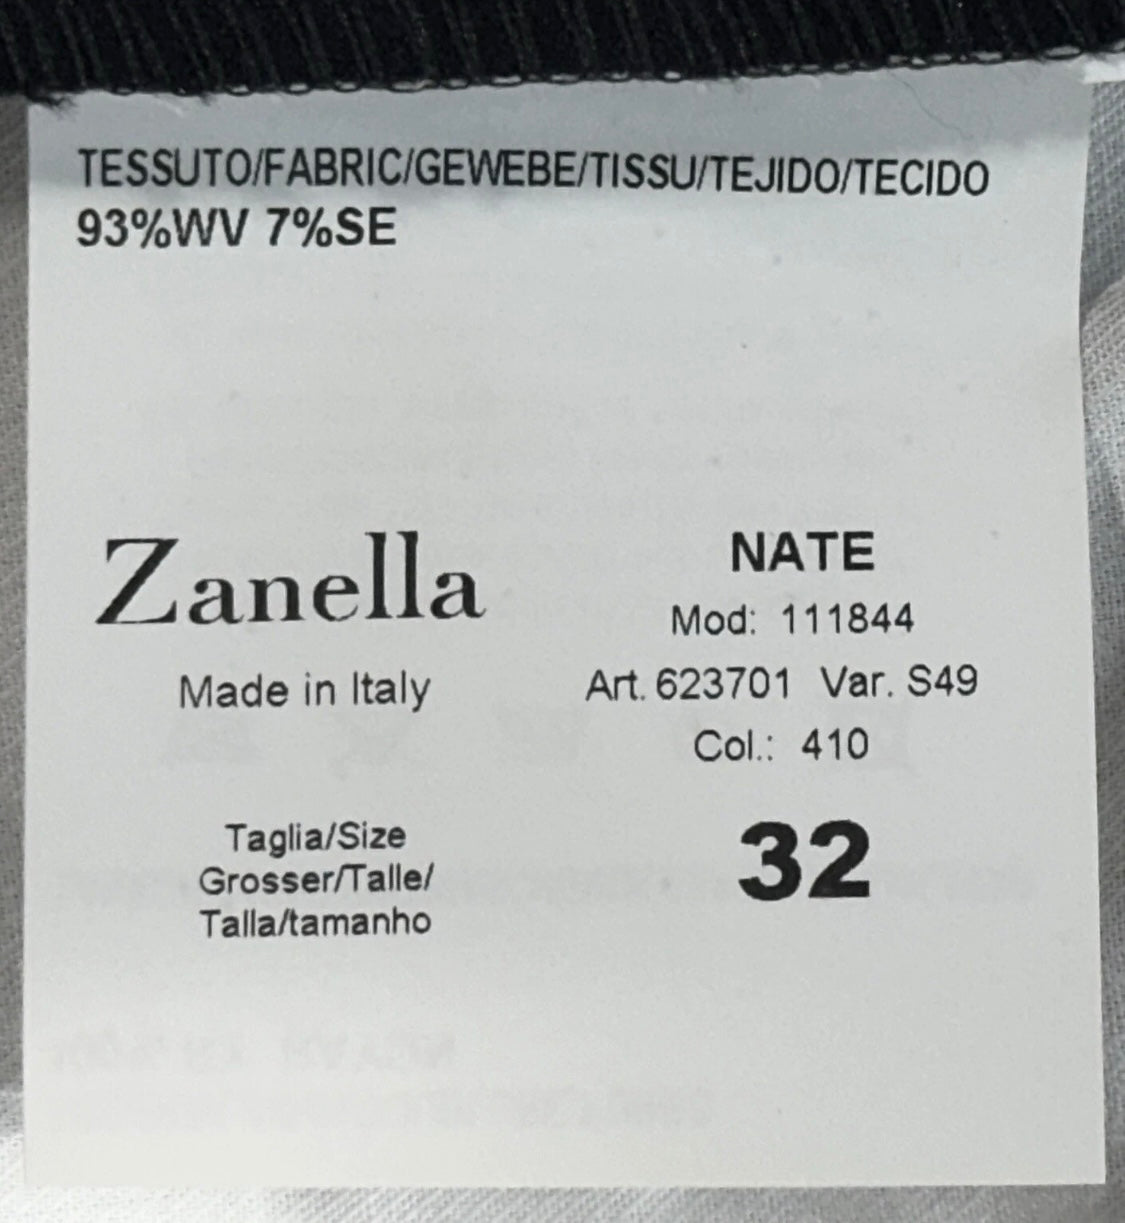 TESSUTO/FABRIC/GEWEBE/TISSU/TEJIDO/TECIDO
93%WV 7%SE
Zanella
Made in Italy
NATE
Mod: 111844
Art. 623701 Var. S49
Col.: 410
Taglia/Size
Grosser/Talle/
Talla/tamanho
32